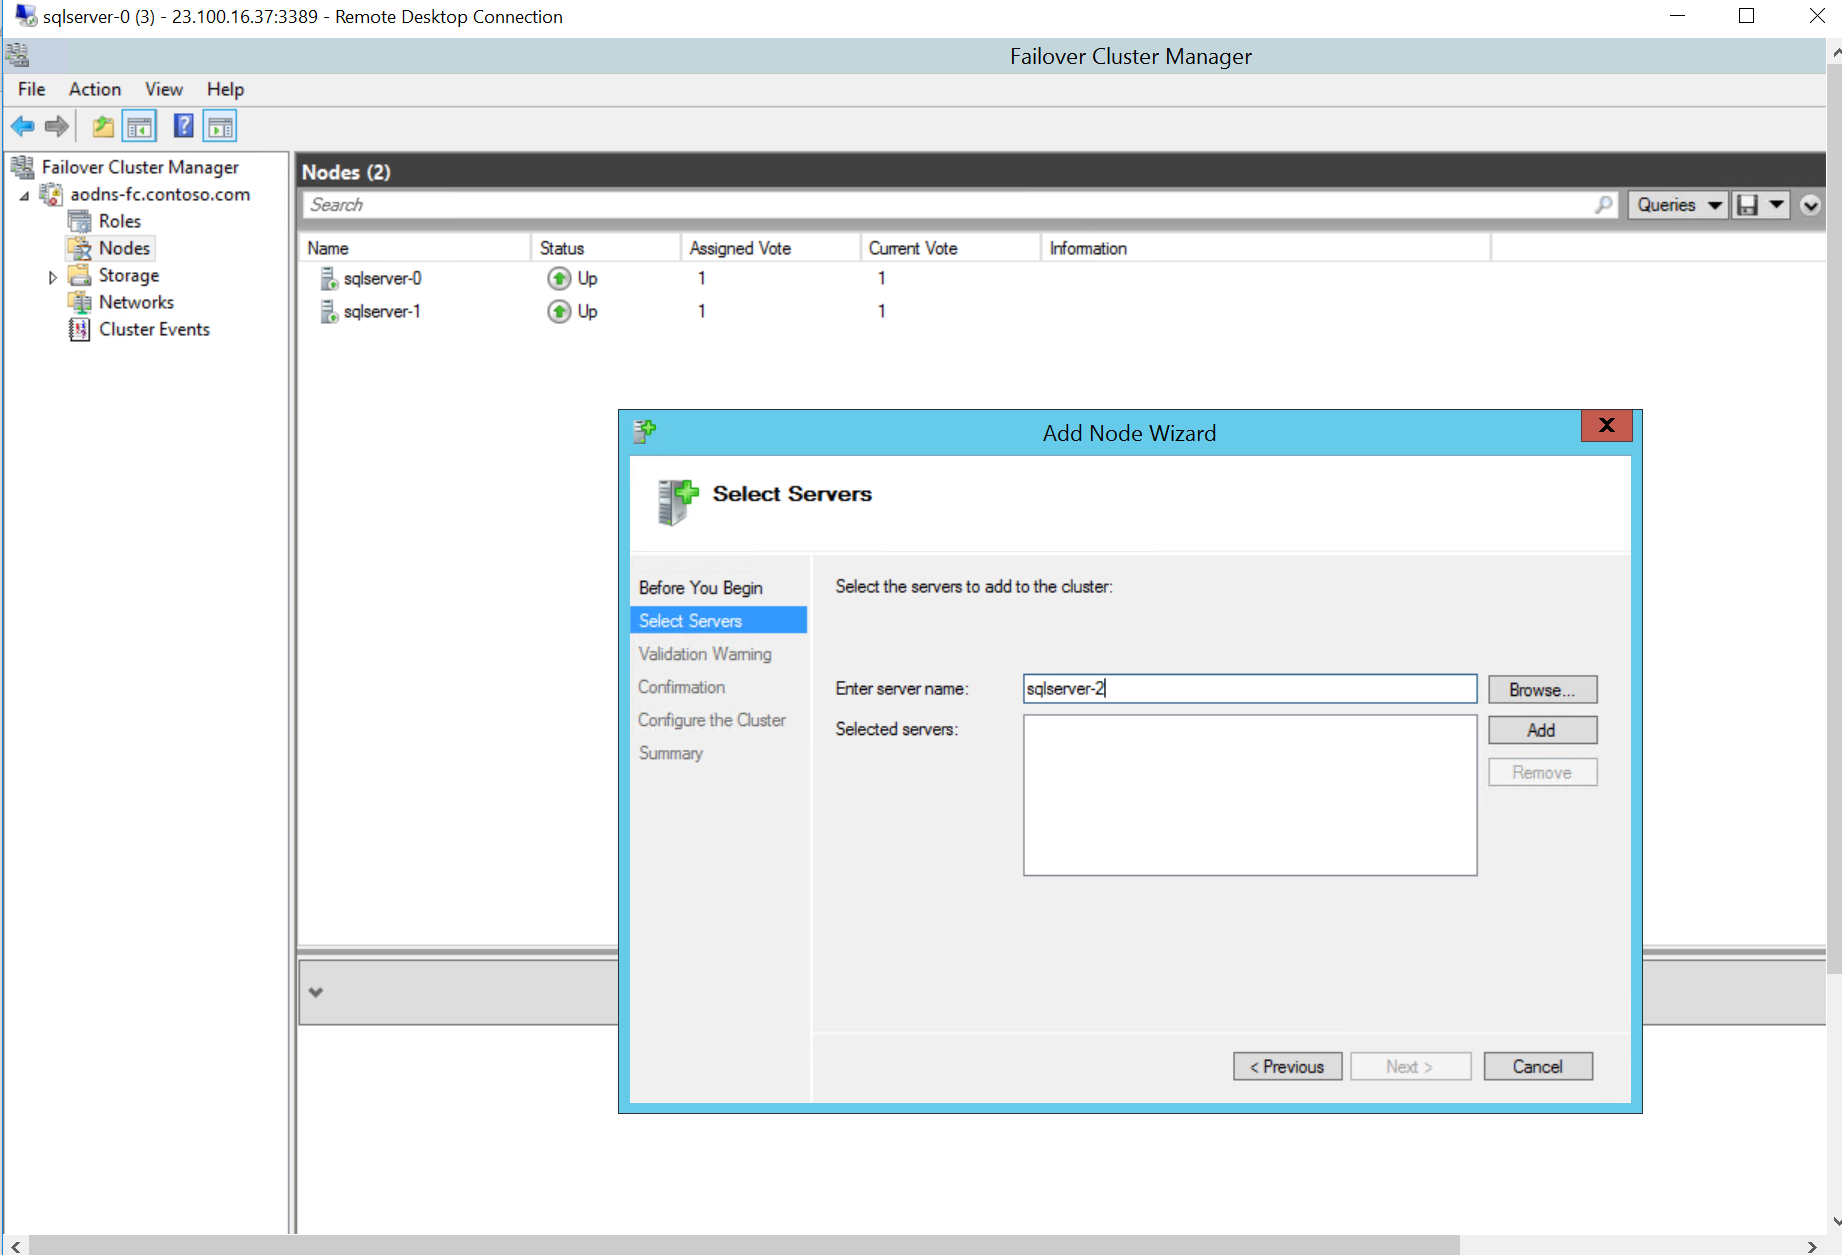 sqlserver-0 (3) - 23.100.16.37:3389 - Remote Desktop Connection
Failover Cluster Manager
File Action View Help
Failover Cluster Manager
aodns-fc.contoso.com
Roles
Nodes
Storage
Networks
Cluster Events
Nodes (2)
Search
Queries
Name Status Assigned Vote Current Vote Information
sqlserver-0 Up 1 1
sqlserver-1 Up 1 1
Add Node Wizard
Select Servers
Before You Begin
Select Servers
Validation Warning
Confirmation
Configure the Cluster
Summary
Select the servers to add to the cluster:
Enter server name: sqlserver-2 Browse...
Selected servers: Add
Remove
< Previous Next > Cancel